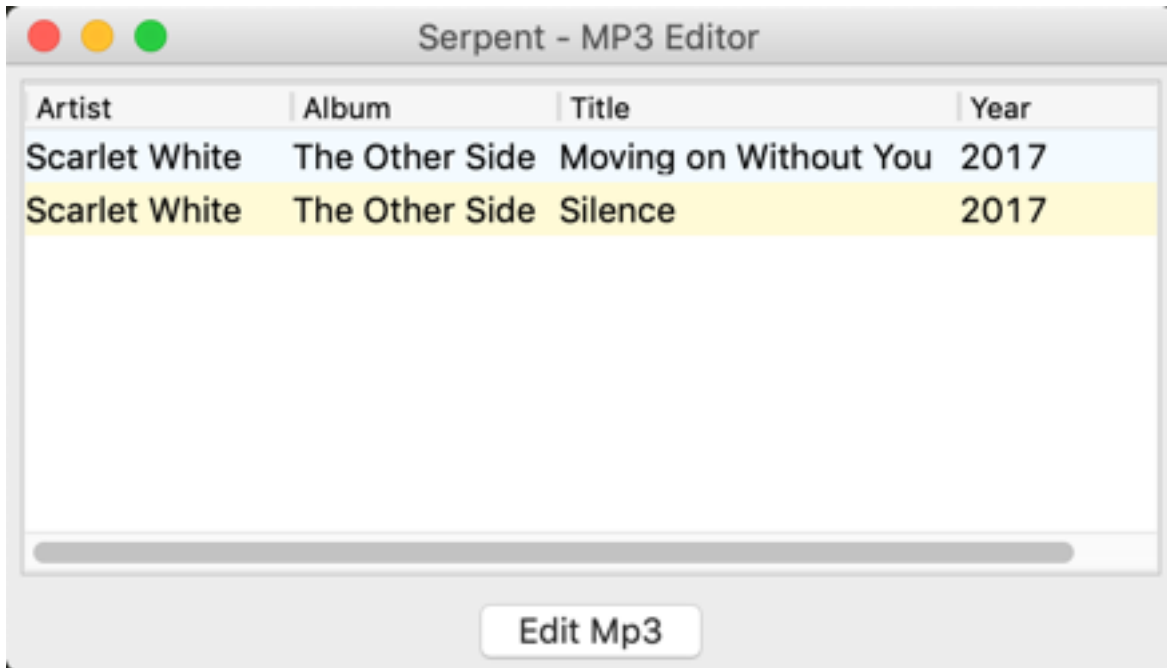 Serpent - MP3 Editor
Artist Album Title Year
Scarlet White The Other Side Moving on Without You 2017
Scarlet White The Other Side Silence 2017
Edit Mp3